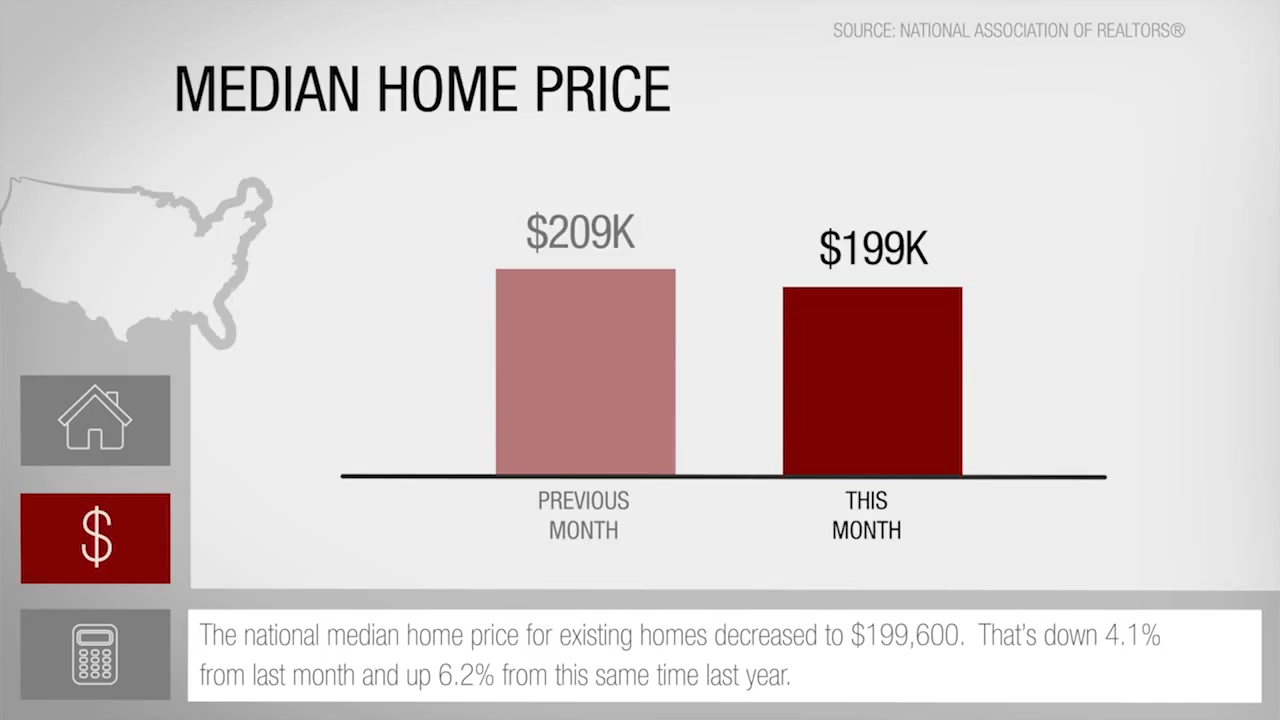 SOURCE: NATIONAL ASSOCIATION OF REALTORS®
MEDIAN HOME PRICE
$209K
$199K
PREVIOUS
MONTH
THIS
MONTH
$
The national median home price for existing homes decreased to $199,600.  That's down 4.1%
from last month and up 6.2% from this same time last year.